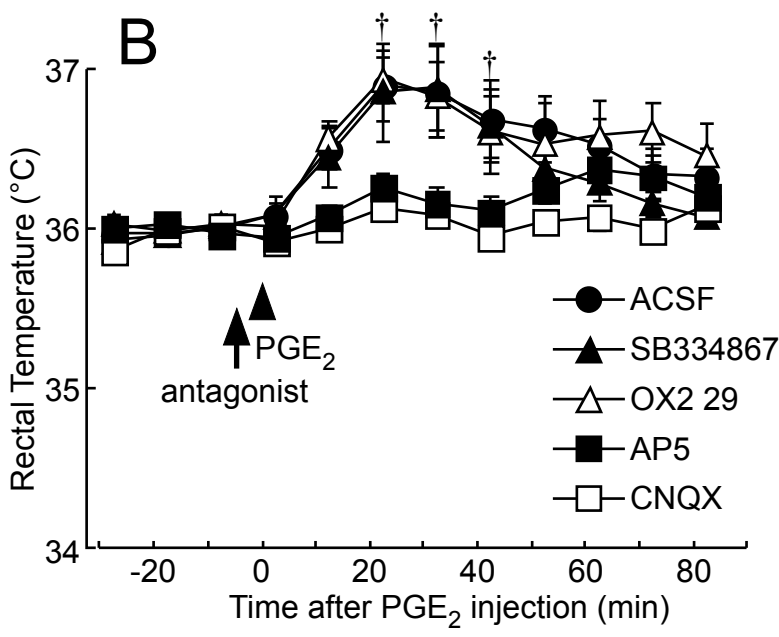 B
† † †
37
36
35
34
Rectal Temperature (°C)
PGE₂
antagonist
ACSF
SB334867
OX2 29
AP5
CNQX
-20 0 20 40 60 80
Time after PGE₂ injection (min)